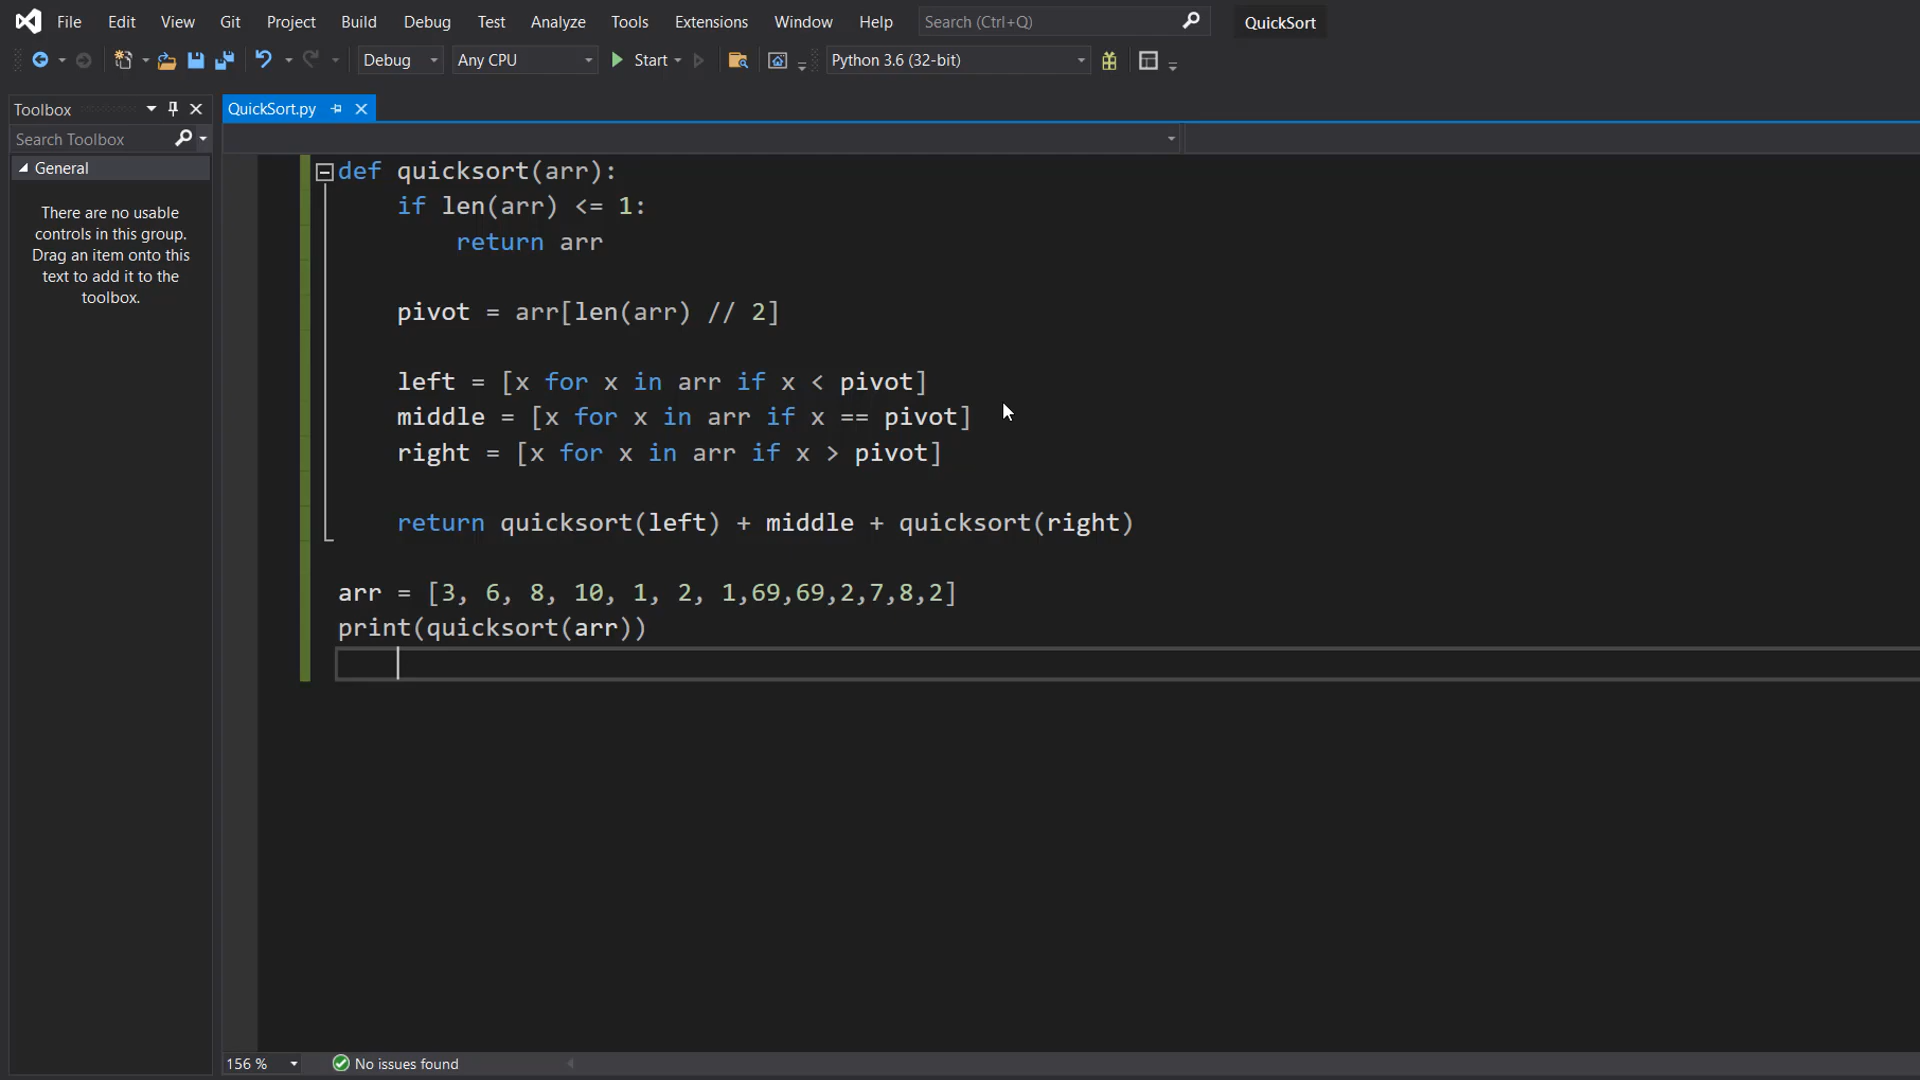 File Edit View Git Project Build Debug Test Analyze Tools Extensions Window Help Search (Ctrl+Q) QuickSort
Debug Any CPU Start Python 3.6 (32-bit)
Toolbox
Search Toolbox
General
There are no usable
controls in this group.
Drag an item onto this
text to add it to the
toolbox.
QuickSort.py
def quicksort(arr):
    if len(arr) <= 1:
        return arr

    pivot = arr[len(arr) // 2]

    left = [x for x in arr if x < pivot]
    middle = [x for x in arr if x == pivot]
    right = [x for x in arr if x > pivot]

    return quicksort(left) + middle + quicksort(right)

arr = [3, 6, 8, 10, 1, 2, 1,69,69,2,7,8,2]
print(quicksort(arr))
156 % No issues found